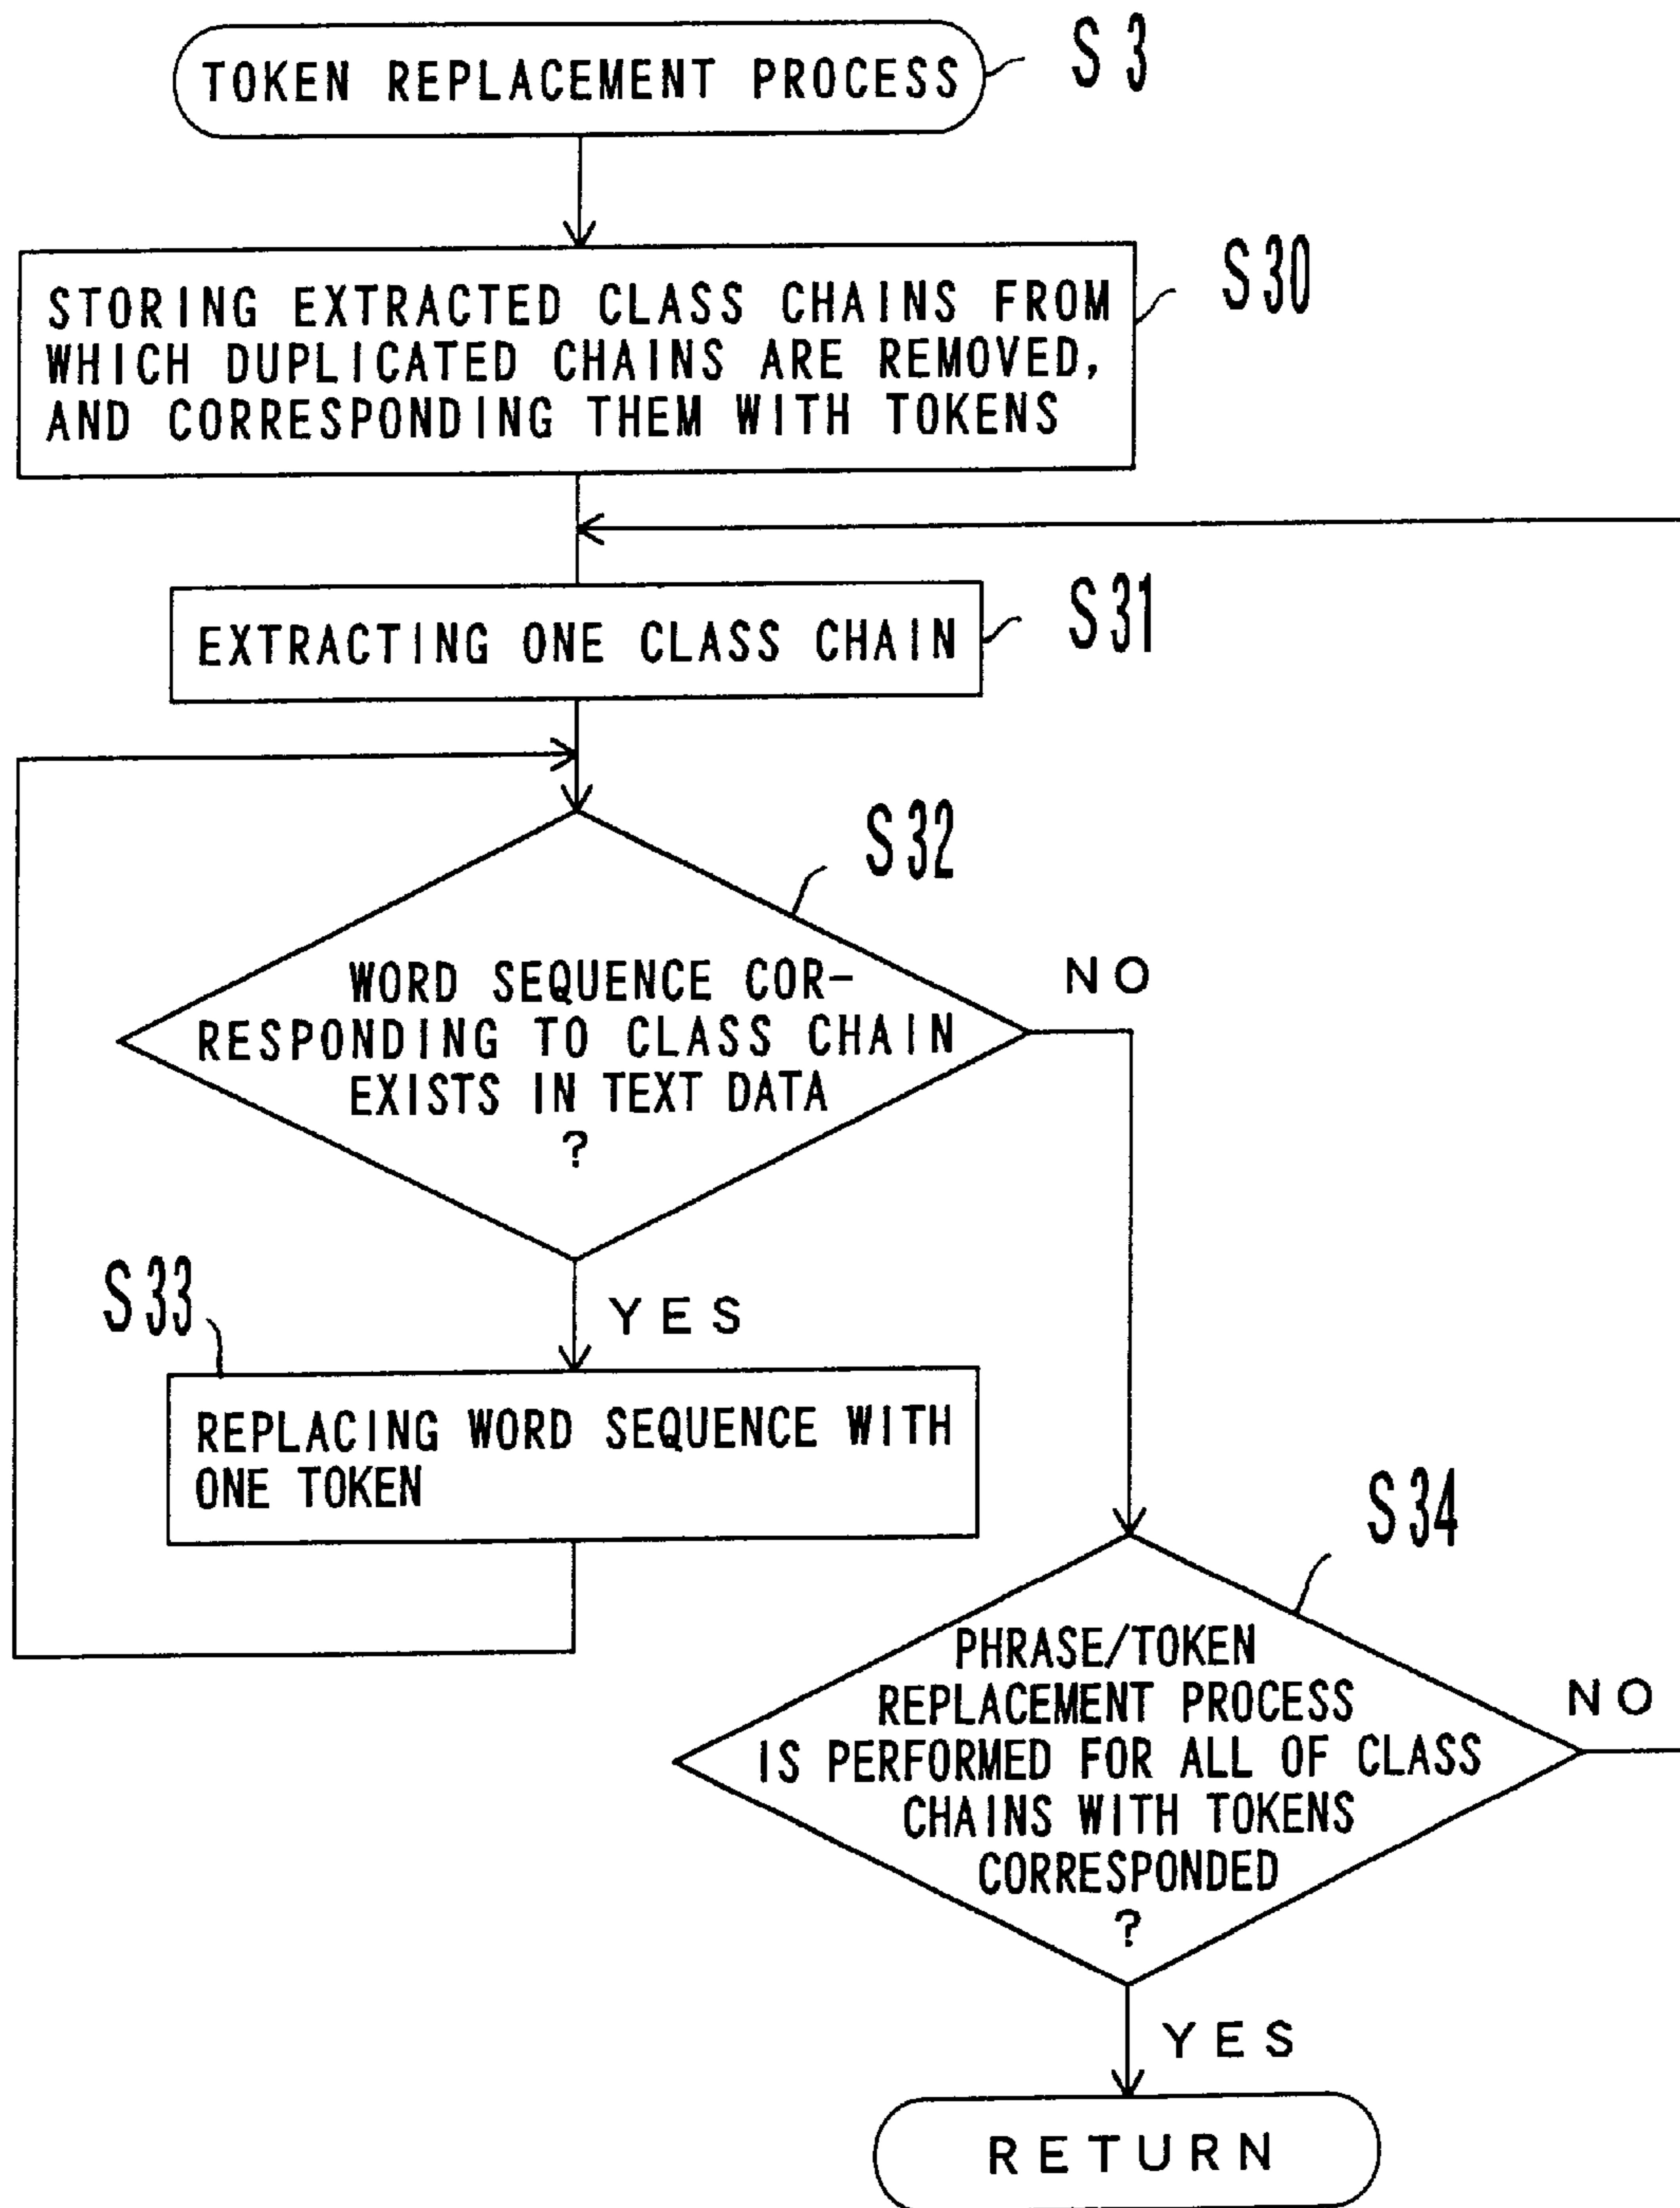 TOKEN REPLACEMENT PROCESS
S3
STORING EXTRACTED CLASS CHAINS FROM
WHICH DUPLICATED CHAINS ARE REMOVED,
AND CORRESPONDING THEM WITH TOKENS
S30
EXTRACTING ONE CLASS CHAIN
S31
S32
WORD SEQUENCE COR-
RESPONDING TO CLASS CHAIN
EXISTS IN TEXT DATA
?
NO
YES
S33
REPLACING WORD SEQUENCE WITH
ONE TOKEN
S34
PHRASE/TOKEN
REPLACEMENT PROCESS
IS PERFORMED FOR ALL OF CLASS
CHAINS WITH TOKENS
CORRESPONDED
?
NO
YES
RETURN